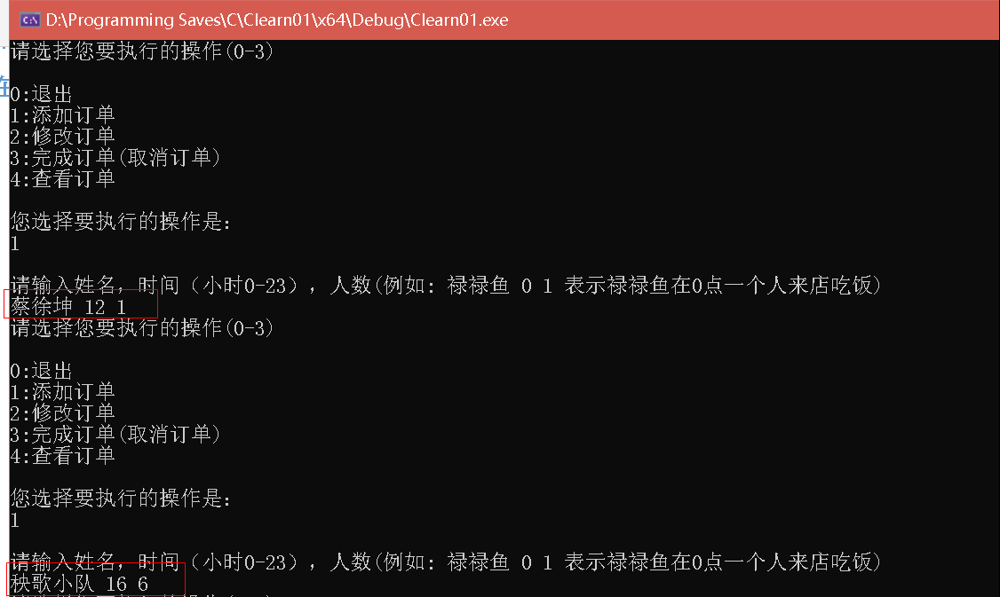 D:\Programming Saves\C\Clearn01\x64\Debug\Clearn01.exe
请选择您要执行的操作(0-3)
0:退出
1:添加订单
2:修改订单
3:完成订单(取消订单)
4:查看订单
您选择要执行的操作是:
1
请输入姓名，时间（小时0-23），人数(例如: 禄禄鱼 0 1 表示禄禄鱼在0点一个人来店吃饭)
蔡徐坤 12 1
请选择您要执行的操作(0-3)
0:退出
1:添加订单
2:修改订单
3:完成订单(取消订单)
4:查看订单
您选择要执行的操作是:
1
请输入姓名，时间（小时0-23），人数(例如: 禄禄鱼 0 1 表示禄禄鱼在0点一个人来店吃饭)
秧歌小队 16 6